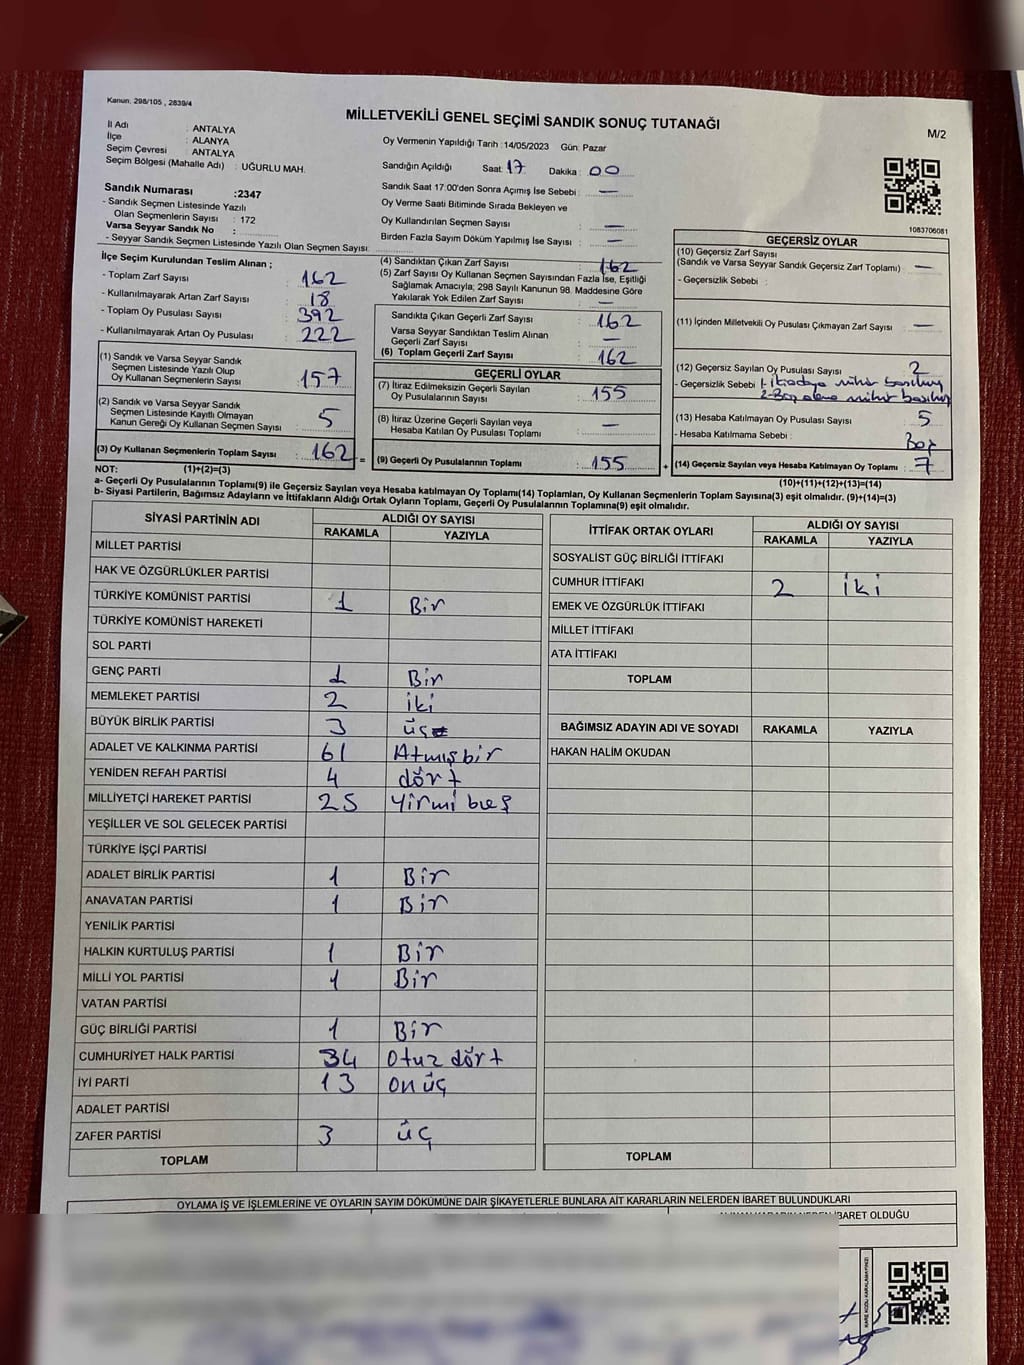 Kanun: 298/105 , 2839/4
MİLLETVEKİLİ GENEL SEÇİMİ SANDIK SONUÇ TUTANAĞI
M/2
İl Adı : ANTALYA
İlçe : ALANYA
Seçim Çevresi : ANTALYA
Seçim Bölgesi (Mahalle Adı) : UĞURLU MAH.
Sandık Numarası :2347
- Sandık Seçmen Listesinde Yazılı
Olan Seçmenlerin Sayısı : 172
Varsa Seyyar Sandık No :
- Seyyar Sandık Seçmen Listesinde Yazılı Olan Seçmen Sayısı:
Oy Vermenin Yapıldığı Tarih : 14/05/2023 Gün: Pazar
Sandığın Açıldığı Saat: 17 Dakika : 00
Sandık Saat 17:00'den Sonra Açımış İse Sebebi : —
Oy Verme Saati Bitiminde Sırada Bekleyen ve
Oy Kullandırılan Seçmen Sayısı : —
Birden Fazla Sayım Döküm Yapılmış İse Sayısı : —
1083706081
İlçe Seçim Kurulundan Teslim Alınan ;
- Toplam Zarf Sayısı : 162
- Kullanılmayarak Artan Zarf Sayısı : 18
- Toplam Oy Pusulası Sayısı : 392
- Kullanılmayarak Artan Oy Pusulası : 222
(1) Sandık ve Varsa Seyyar Sandık
Seçmen Listesinde Yazılı Olup
Oy Kullanan Seçmenlerin Sayısı : 157
(2) Sandık ve Varsa Seyyar Sandık
Seçmen Listesinde Kayıtlı Olmayan
Kanun Gereği Oy Kullanan Seçmen Sayısı : 5
(3) Oy Kullanan Seçmenlerin Toplam Sayısı : 162 =
(4) Sandıktan Çıkan Zarf Sayısı : 162
(5) Zarf Sayısı Oy Kullanan Seçmen Sayısından Fazla İse, Eşitliği
Sağlamak Amacıyla; 298 Sayılı Kanunun 98. Maddesine Göre
Yakılarak Yok Edilen Zarf Sayısı : —
Sandıkta Çıkan Geçerli Zarf Sayısı : 162
Varsa Seyyar Sandıktan Teslim Alınan
Geçerli Zarf Sayısı : —
(6) Toplam Geçerli Zarf Sayısı : 162
GEÇERLİ OYLAR
(7) İtiraz Edilmeksizin Geçerli Sayılan
Oy Pusulalarının Sayısı : 155
(8) İtiraz Üzerine Geçerli Sayılan veya
Hesaba Katılan Oy Pusulası Toplamı : —
(9) Geçerli Oy Pusulalarının Toplamı : 155 +
GEÇERSİZ OYLAR
(10) Geçersiz Zarf Sayısı
(Sandık ve Varsa Seyyar Sandık Geçersiz Zarf Toplamı) : —
- Geçersizlik Sebebi :
(11) İçinden Milletvekili Oy Pusulası Çıkmayan Zarf Sayısı : —
(12) Geçersiz Sayılan Oy Pusulası Sayısı : 2
- Geçersizlik Sebebi : 1- mühür
2- Boş alana mühür
(13) Hesaba Katılmayan Oy Pusulası Sayısı : 5
- Hesaba Katılmama Sebebi : Boş
(14) Geçersiz Sayılan veya Hesaba Katılmayan Oy Toplamı : 7
NOT: (1)+(2)=(3) (10)+(11)+(12)+(13)=(14)
a- Geçerli Oy Pusulalarının Toplamı(9) ile Geçersiz Sayılan veya Hesaba katılmayan Oy Toplamı(14) Toplamları, Oy Kullanan Seçmenlerin Toplam Sayısına(3) eşit olmalıdır. (9)+(14)=(3)
b- Siyasi Partilerin, Bağımsız Adayların ve İttifakların Aldığı Ortak Oyların Toplamı, Geçerli Oy Pusulalarının Toplamına(9) eşit olmalıdır.
SİYASİ PARTİNİN ADI ALDIĞI OY SAYISI
RAKAMLA YAZIYLA
MİLLET PARTİSİ
HAK VE ÖZGÜRLÜKLER PARTİSİ
TÜRKİYE KOMÜNİST PARTİSİ 1 Bir
TÜRKİYE KOMÜNİST HAREKETİ
SOL PARTİ
GENÇ PARTİ 1 Bir
MEMLEKET PARTİSİ 2 iki
BÜYÜK BİRLİK PARTİSİ 3 üç
ADALET VE KALKINMA PARTİSİ 61 Atmışbir
YENİDEN REFAH PARTİSİ 4 dört
MİLLİYETÇİ HAREKET PARTİSİ 25 Yirmi beş
YEŞİLLER VE SOL GELECEK PARTİSİ
TÜRKİYE İŞÇİ PARTİSİ
ADALET BİRLİK PARTİSİ 1 Bir
ANAVATAN PARTİSİ 1 Bir
YENİLİK PARTİSİ
HALKIN KURTULUŞ PARTİSİ 1 Bir
MİLLİ YOL PARTİSİ 1 Bir
VATAN PARTİSİ
GÜÇ BİRLİĞİ PARTİSİ 1 Bir
CUMHURİYET HALK PARTİSİ 34 Otuz dört
İYİ PARTİ 13 on üç
ADALET PARTİSİ
ZAFER PARTİSİ 3 üç
TOPLAM
İTTİFAK ORTAK OYLARI ALDIĞI OY SAYISI
RAKAMLA YAZIYLA
SOSYALİST GÜÇ BİRLİĞİ İTTİFAKI
CUMHUR İTTİFAKI 2 iki
EMEK VE ÖZGÜRLÜK İTTİFAKI
MİLLET İTTİFAKI
ATA İTTİFAKI
TOPLAM
BAĞIMSIZ ADAYIN ADI VE SOYADI RAKAMLA YAZIYLA
HAKAN HALİM OKUDAN
TOPLAM
OYLAMA İŞ VE İŞLEMLERİNE VE OYLARIN SAYIM DÖKÜMÜNE DAİR ŞİKAYETLERLE BUNLARA AİT KARARLARIN NELERDEN İBARET BULUNDUKLARI
İBARET OLDUĞU
KARE KODU KARALAMAYINIZ!